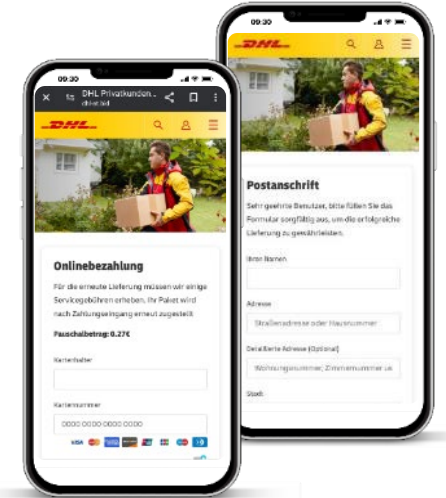 09:30
DHL Privatkunden...
DHL
Onlinebezahlung
Für die erneute Lieferung müssen wir einige
Servicegebühren erheben. Ihr Paket wird
nach Zahlungseingang erneut zugestellt
Pauschalbetrag: 0.27€
Kartenhalter
Kartennummer
0000 0000 0000 0000
VISA
09:30
DHL
Postanschrift
Sehr geehrte Benutzer, bitte füllen Sie das
Formular sorgfältig aus, um die erfolgreiche
Lieferung zu gewährleisten.
Ihren Namen
Adresse
Straßenadresse oder Hausnummer
Detaillierte Adresse (Optional)
Wohnungsnummer, Zimmernummer us
Stadt